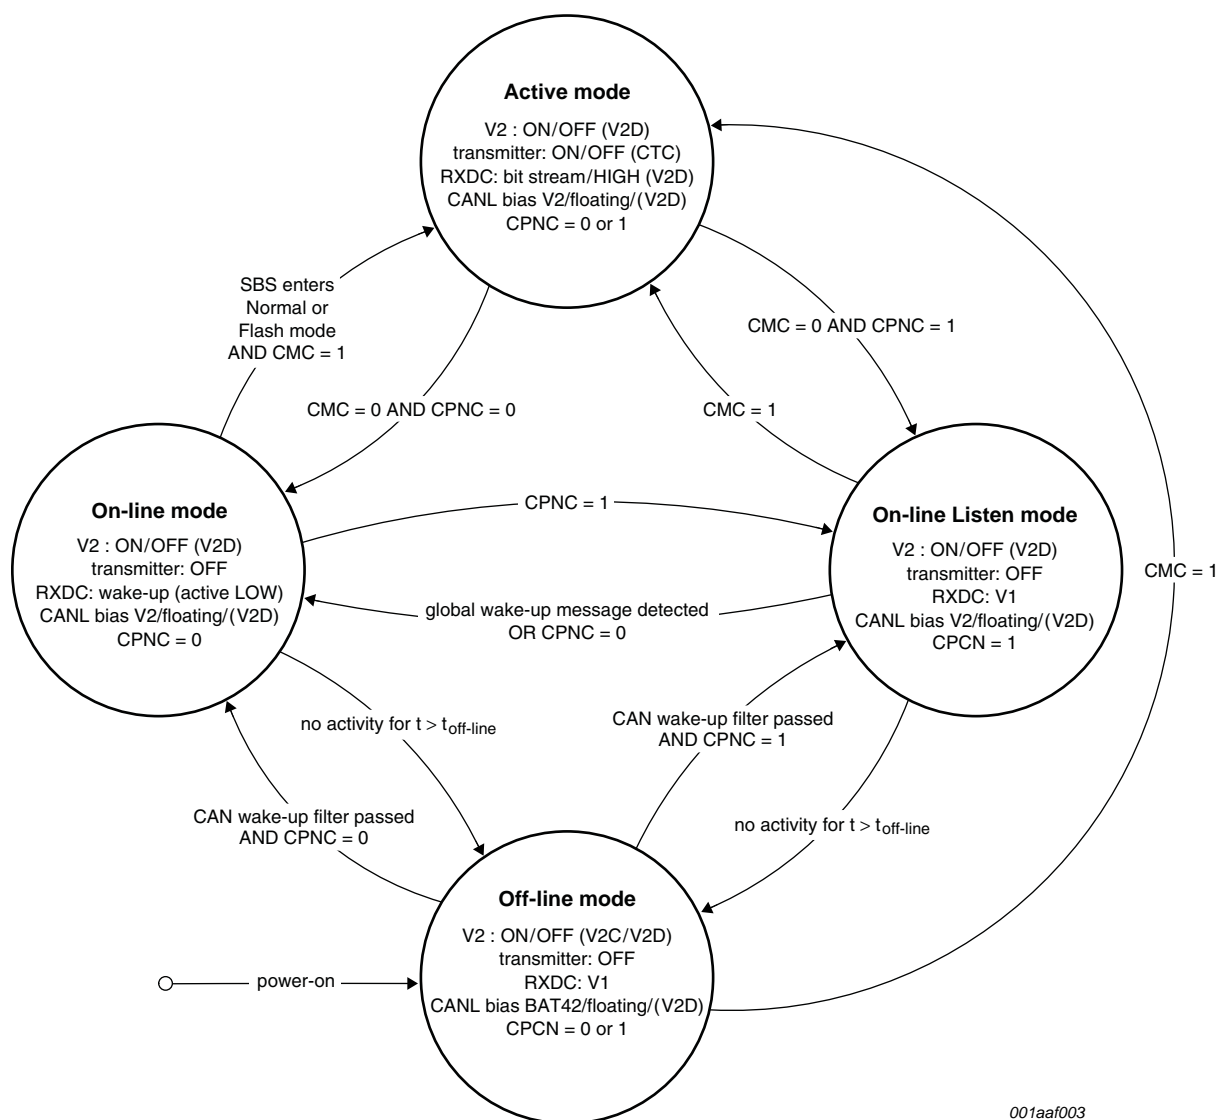 Active mode
V2 : ON/OFF (V2D)
transmitter: ON/OFF (CTC)
RXDC: bit stream/HIGH (V2D)
CANL bias V2/floating/(V2D)
CPNC = 0 or 1
SBS enters
Normal or
Flash mode
AND CMC = 1
CMC = 0 AND CPNC = 1
CMC = 0 AND CPNC = 0
CMC = 1
On-line mode
V2 : ON/OFF (V2D)
transmitter: OFF
RXDC: wake-up (active LOW)
CANL bias V2/floating/(V2D)
CPNC = 0
CPNC = 1
On-line Listen mode
V2 : ON/OFF (V2D)
transmitter: OFF
RXDC: V1
CANL bias V2/floating/(V2D)
CPCN = 1
CMC = 1
global wake-up message detected
OR CPNC = 0
no activity for t > toff-line
CAN wake-up filter passed
AND CPNC = 1
CAN wake-up filter passed
AND CPNC = 0
no activity for t > toff-line
Off-line mode
V2 : ON/OFF (V2C/V2D)
transmitter: OFF
RXDC: V1
CANL bias BAT42/floating/(V2D)
CPCN = 0 or 1
power-on
001aaf003